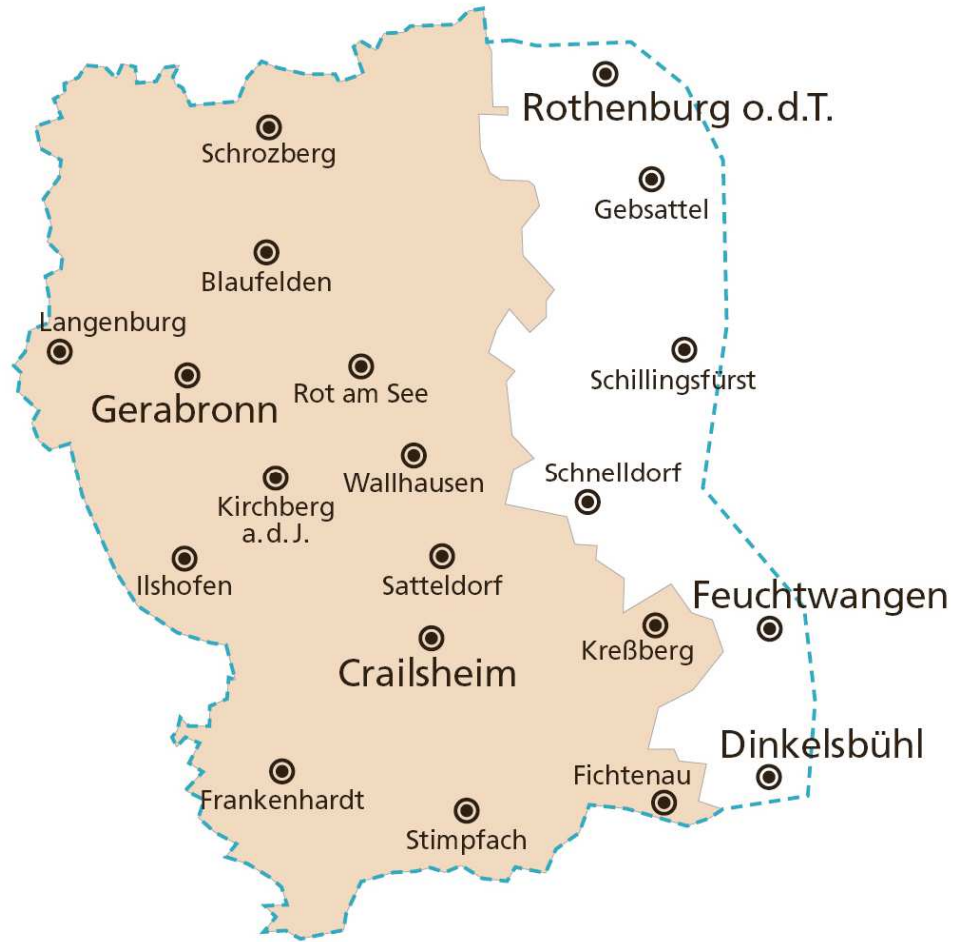 Rothenburg o.d.T.
Schrozberg
Gebsattel
Blaufelden
Langenburg
Schillingsfürst
Rot am See
Gerabronn
Schnelldorf
Wallhausen
Kirchberg
a.d.J.
Ilshofen
Satteldorf
Feuchtwangen
Kreßberg
Crailsheim
Dinkelsbühl
Fichtenau
Frankenhardt
Stimpfach